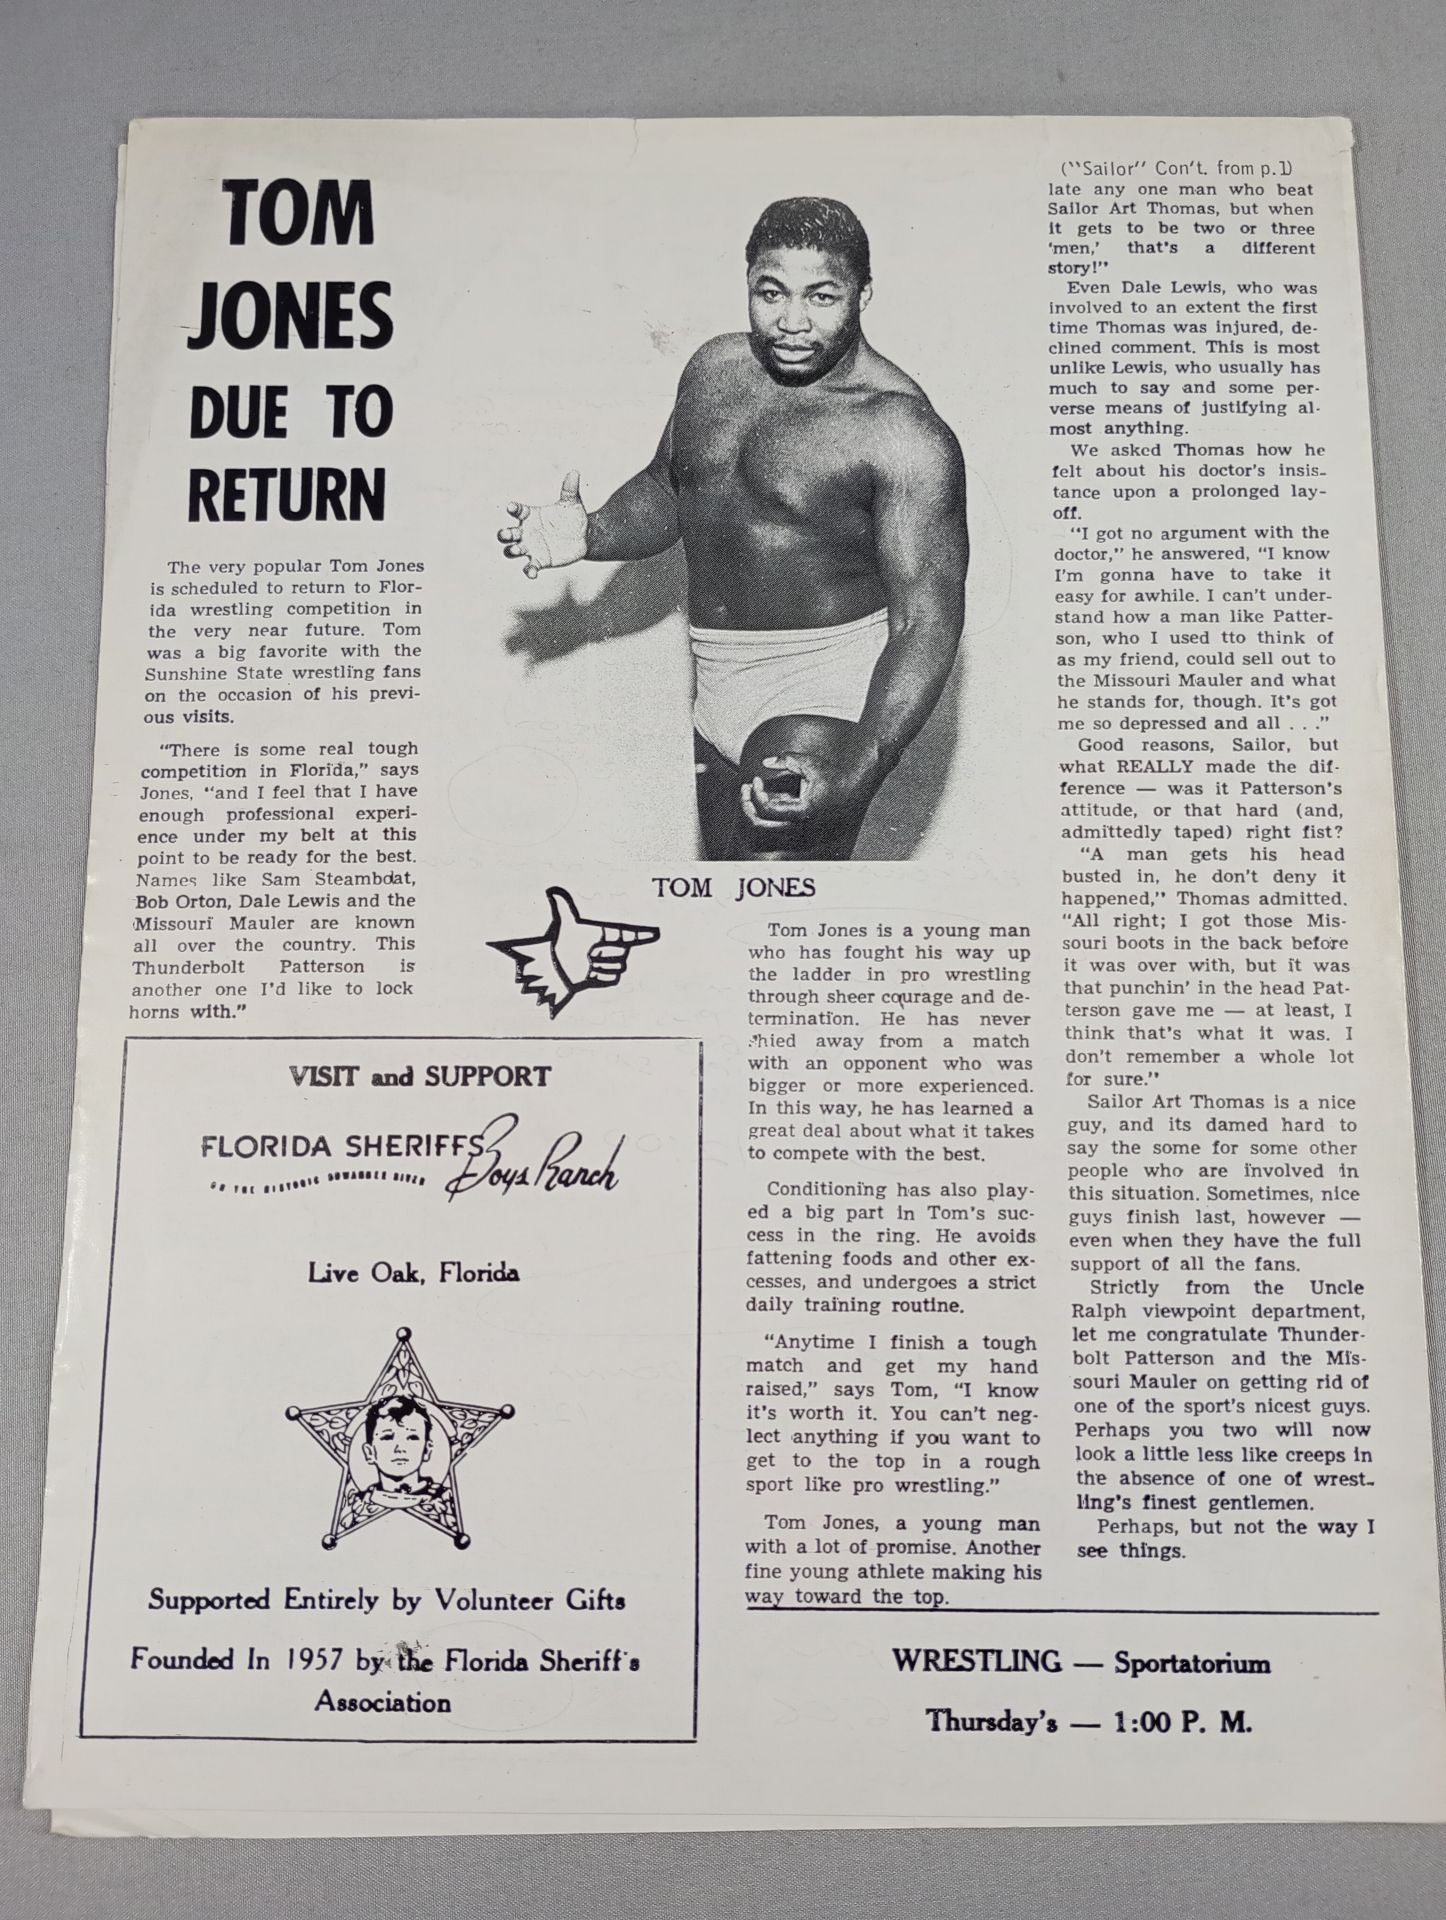 TOM
JONES
DUE TO
RETURN
The very popular Tom Jones
is scheduled to return to Flor-
ida wrestling competition in
the very near future. Tom
was a big favorite with the
Sunshine State wrestling fans
on the occasion of his previ-
ous visits.
"There is some real tough
competition in Florida," says
Jones, "and I feel that I have
enough professional experi-
ence under my belt at this
point to be ready for the best.
Names like Sam Steamboat,
Bob Orton, Dale Lewis and the
Missouri Mauler are known
all over the country. This
Thunderbolt Patterson is
another one I'd like to lock
horns with."
VISIT and SUPPORT
FLORIDA SHERIFFS Boys Ranch
ON THE HISTORIC SUWANNEE RIVER
Live Oak, Florida
Supported Entirely by Volunteer Gifts
Founded In 1957 by the Florida Sheriff's
Association
TOM JONES
Tom Jones is a young man
who has fought his way up
the ladder in pro wrestling
through sheer courage and de-
termination. He has never
shied away from a match
with an opponent who was
bigger or more experienced.
In this way, he has learned a
great deal about what it takes
to compete with the best.
Conditioning has also play-
ed a big part in Tom's suc-
cess in the ring. He avoids
fattening foods and other ex-
cesses, and undergoes a strict
daily training routine.
"Anytime I finish a tough
match and get my hand
raised," says Tom, "I know
it's worth it. You can't neg-
lect anything if you want to
get to the top in a rough
sport like pro wrestling."
Tom Jones, a young man
with a lot of promise. Another
fine young athlete making his
way toward the top.
("Sailor" Con't. from p.1)
late any one man who beat
Sailor Art Thomas, but when
it gets to be two or three
'men,' that's a different
story!"
Even Dale Lewis, who was
involved to an extent the first
time Thomas was injured, de-
clined comment. This is most
unlike Lewis, who usually has
much to say and some per-
verse means of justifying al-
most anything.
We asked Thomas how he
felt about his doctor's insis-
tance upon a prolonged lay-
off.
"I got no argument with the
doctor," he answered, "I know
I'm gonna have to take it
easy for awhile. I can't under-
stand how a man like Patter-
son, who I used tto think of
as my friend, could sell out to
the Missouri Mauler and what
he stands for, though. It's got
me so depressed and all . . ."
Good reasons, Sailor, but
what REALLY made the dif-
ference — was it Patterson's
attitude, or that hard (and,
admittedly taped) right fist?
"A man gets his head
busted in, he don't deny it
happened," Thomas admitted.
"All right; I got those Mis-
souri boots in the back before
it was over with, but it was
that punchin' in the head Pat-
terson gave me — at least, I
think that's what it was. I
don't remember a whole lot
for sure."
Sailor Art Thomas is a nice
guy, and its damed hard to
say the some for some other
people who are involved in
this situation. Sometimes, nice
guys finish last, however —
even when they have the full
support of all the fans.
Strictly from the Uncle
Ralph viewpoint department,
let me congratulate Thunder-
bolt Patterson and the Mis-
souri Mauler on getting rid of
one of the sport's nicest guys.
Perhaps you two will now
look a little less like creeps in
the absence of one of wrest-
ling's finest gentlemen.
Perhaps, but not the way I
see things.
WRESTLING — Sportatorium
Thursday's — 1:00 P. M.